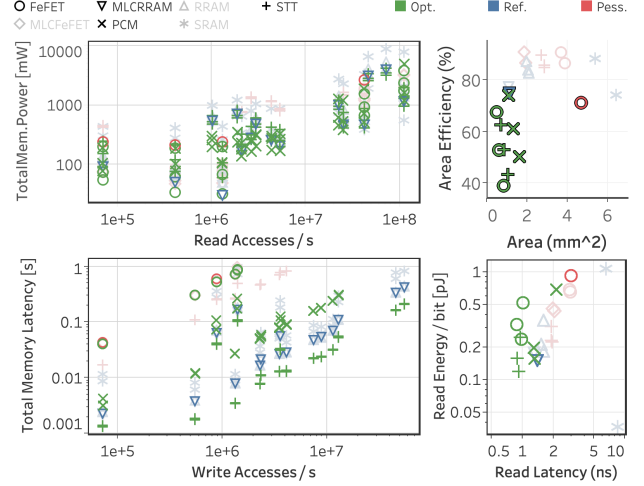 FeFET MLCRRAM RRAM STT Opt. Ref. Pess.
MLCFeFET PCM SRAM
TotalMem.Power [mW]
10000
1000
100
1e+5 1e+6 1e+7 1e+8
Read Accesses / s
Area Efficiency (%)
80
60
40
0 2 4 6
Area (mm^2)
Total Memory Latency [s]
1
0.1
0.01
0.001
1e+5 1e+6 1e+7
Write Accesses / s
Read Energy / bit [pJ]
1
0.5
0.2
0.1
0.05
0.5 1 2 5 10
Read Latency (ns)